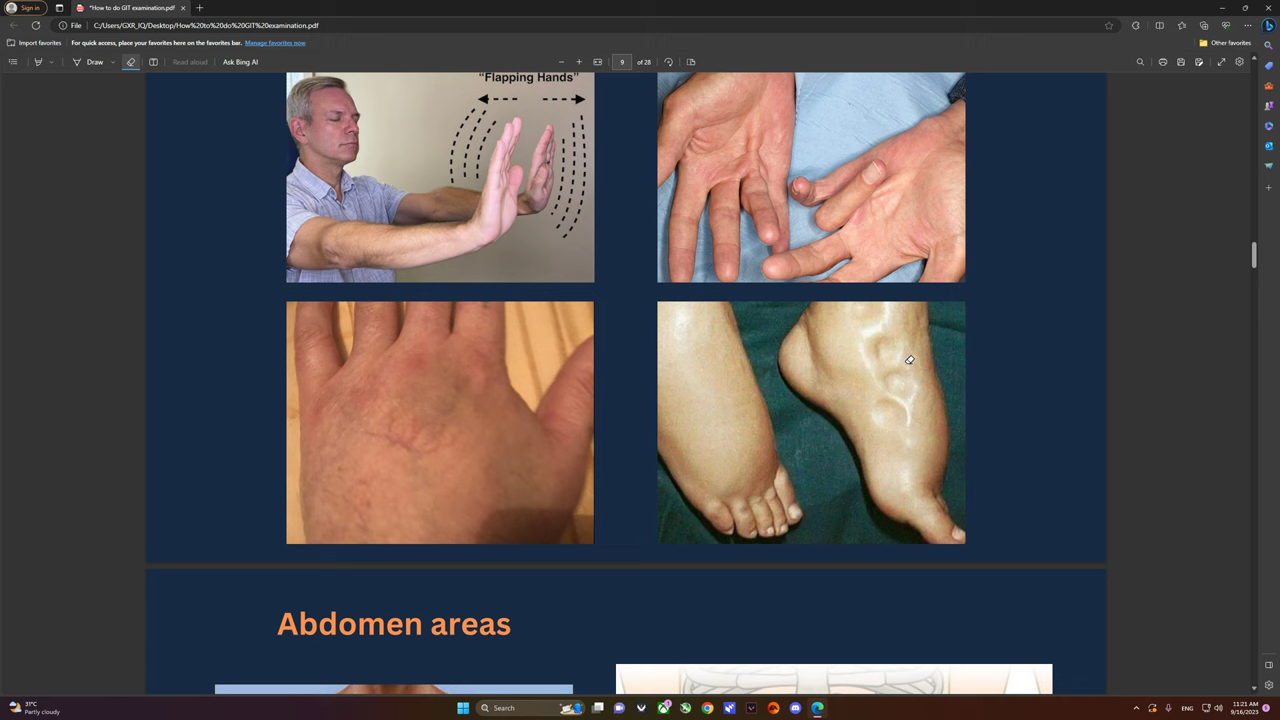 Sign in
*How to do GIT examination.pdf
File
C:/Users/GXR_IQ/Desktop/How%20to%20do%20GIT%20examination.pdf
Import favorites
For quick access, place your favorites here on the favorites bar. Manage favorites now
Other favorites
Draw
Read aloud
Ask Bing AI
9 of 28
"Flapping Hands"
Abdomen areas
31°C
Partly cloudy
Search
ENG
11:21 AM
9/16/2023